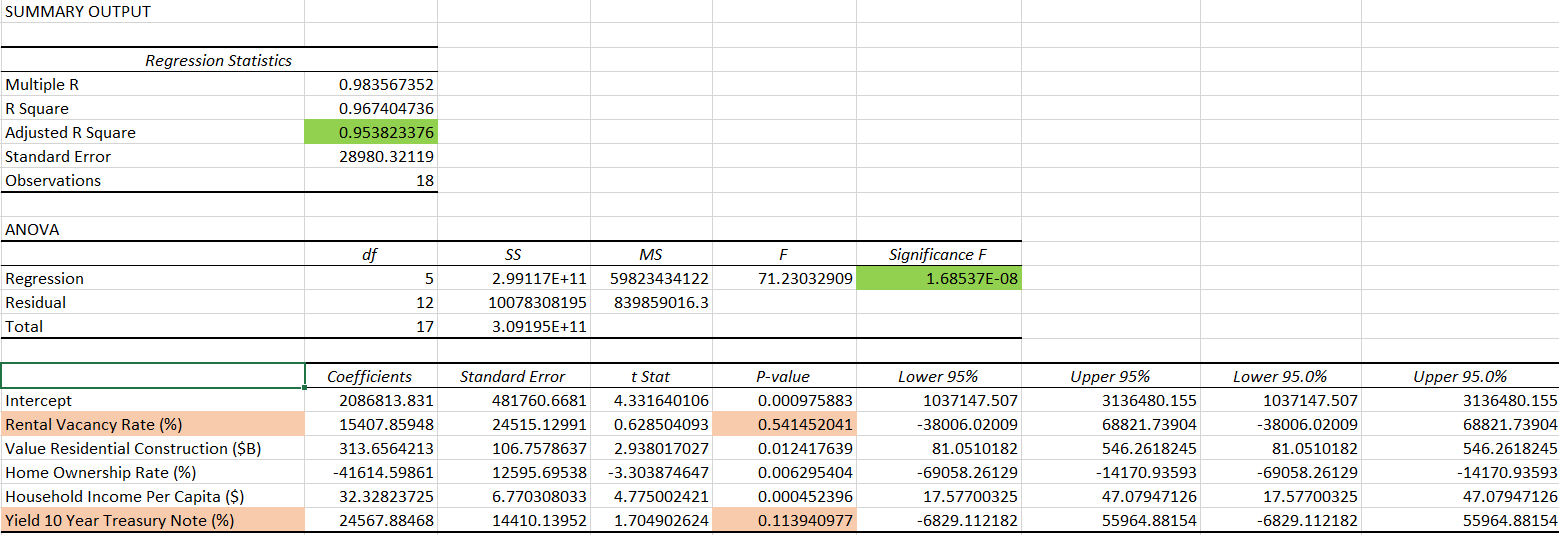 SUMMARY OUTPUT
Regression Statistics
Multiple R 0.983567352
R Square 0.967404736
Adjusted R Square 0.953823376
Standard Error 28980.32119
Observations 18
ANOVA
df SS MS F Significance F
Regression 5 2.99117E+11 59823434122 71.23032909 1.68537E-08
Residual 12 10078308195 839859016.3
Total 17 3.09195E+11
Coefficients Standard Error t Stat P-value Lower 95% Upper 95% Lower 95.0% Upper 95.0%
Intercept 2086813.831 481760.6681 4.331640106 0.000975883 1037147.507 3136480.155 1037147.507 3136480.155
Rental Vacancy Rate (%) 15407.85948 24515.12991 0.628504093 0.541452041 -38006.02009 68821.73904 -38006.02009 68821.73904
Value Residential Construction ($B) 313.6564213 106.7578637 2.938017027 0.012417639 81.0510182 546.2618245 81.0510182 546.2618245
Home Ownership Rate (%) -41614.59861 12595.69538 -3.303874647 0.006295404 -69058.26129 -14170.93593 -69058.26129 -14170.93593
Household Income Per Capita ($) 32.32823725 6.770308033 4.775002421 0.000452396 17.57700325 47.07947126 17.57700325 47.07947126
Yield 10 Year Treasury Note (%) 24567.88468 14410.13952 1.704902624 0.113940977 -6829.112182 55964.88154 -6829.112182 55964.88154